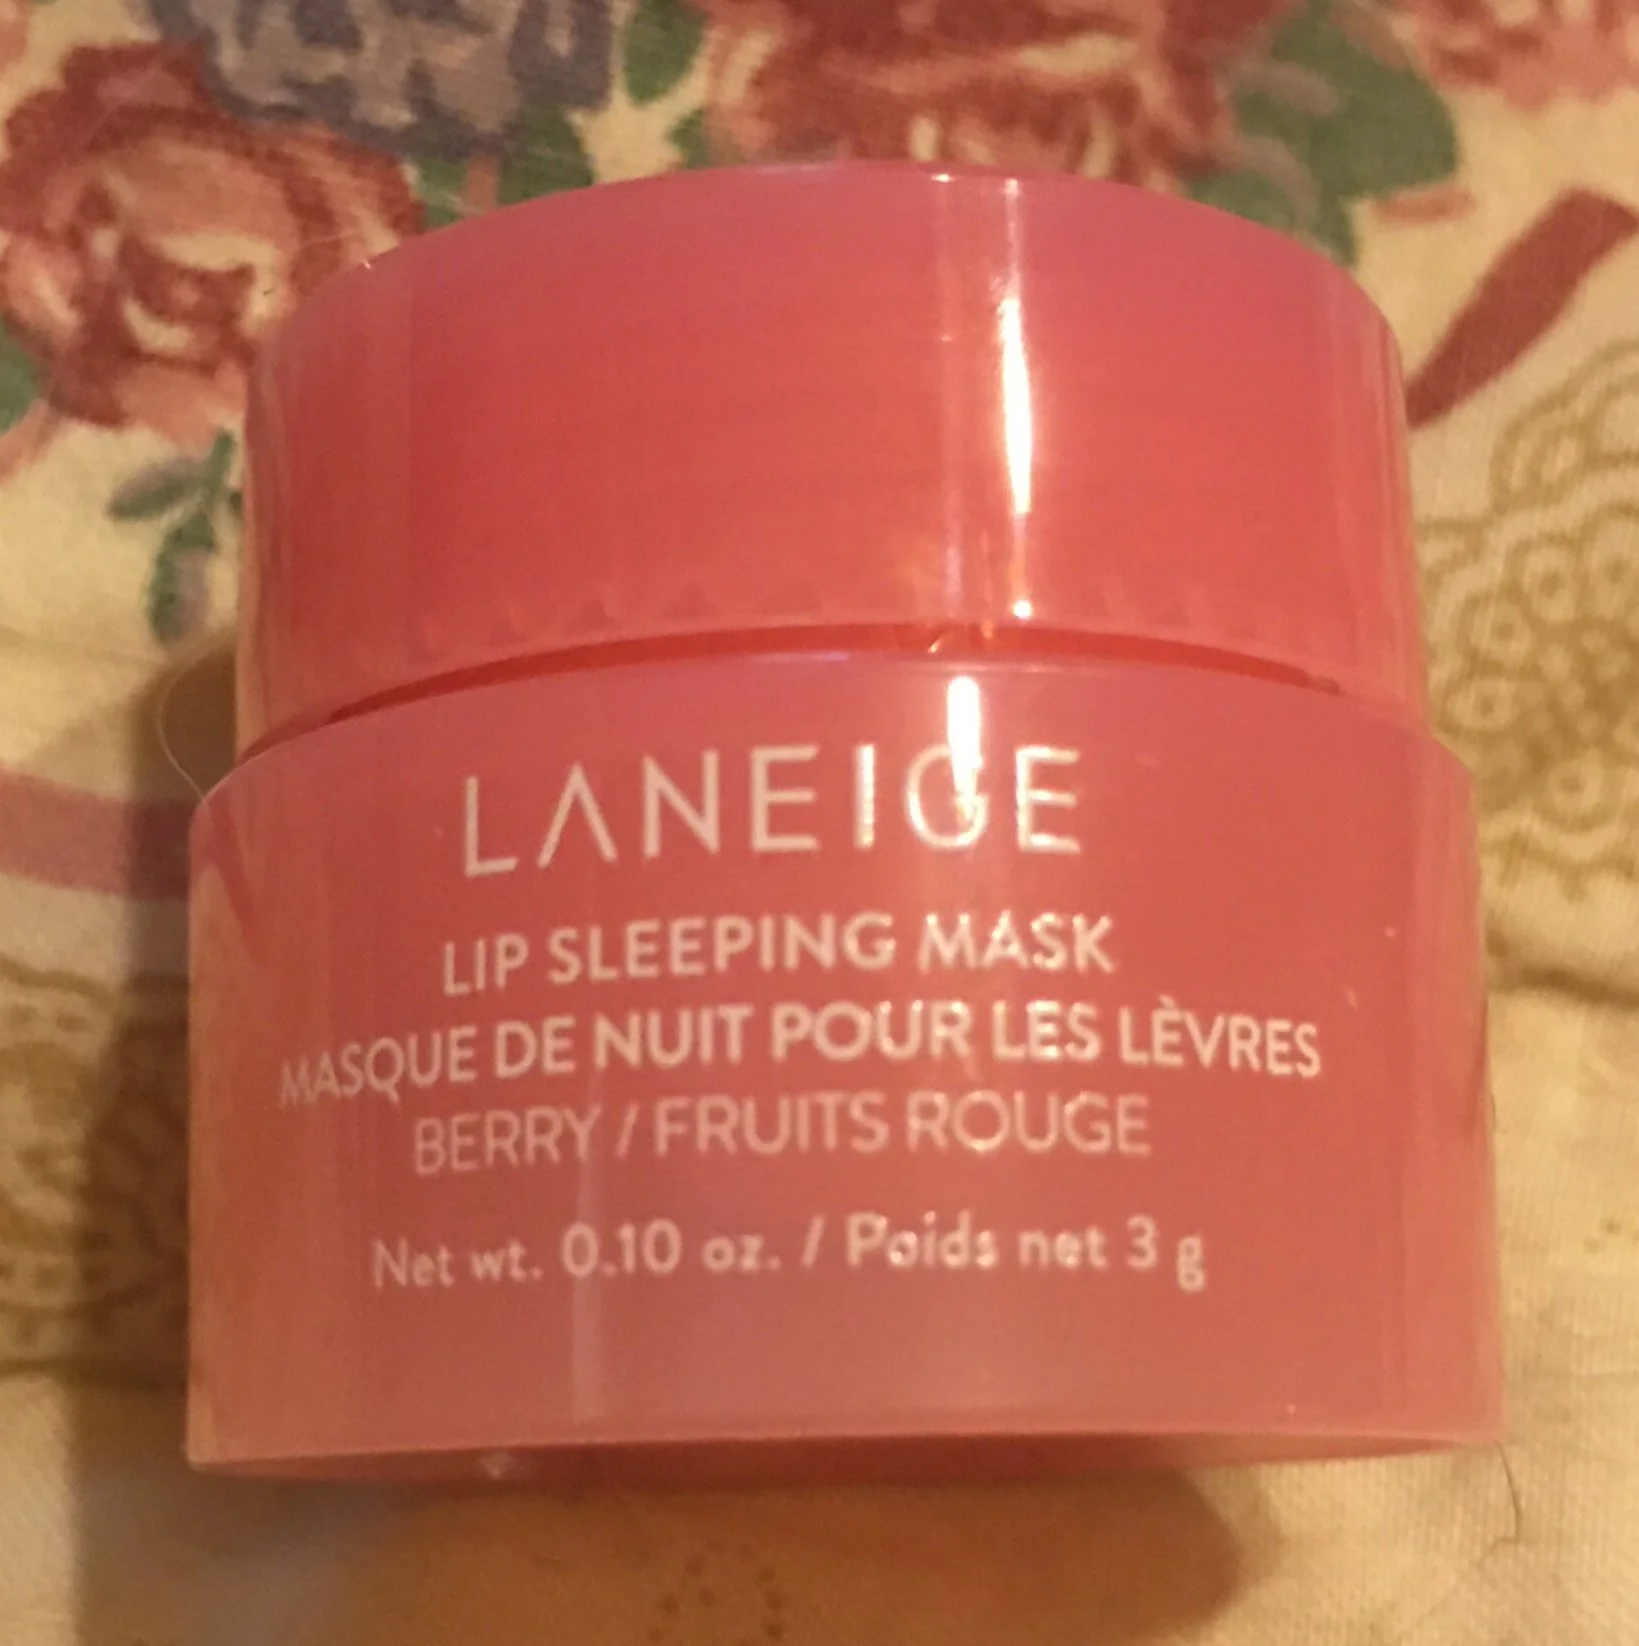 LANEIGE
LIP SLEEPING MASK
MASQUE DE NUIT POUR LES LÈVRES
BERRY / FRUITS ROUGE
Net wt. 0.10 oz. / Poids net 3 g